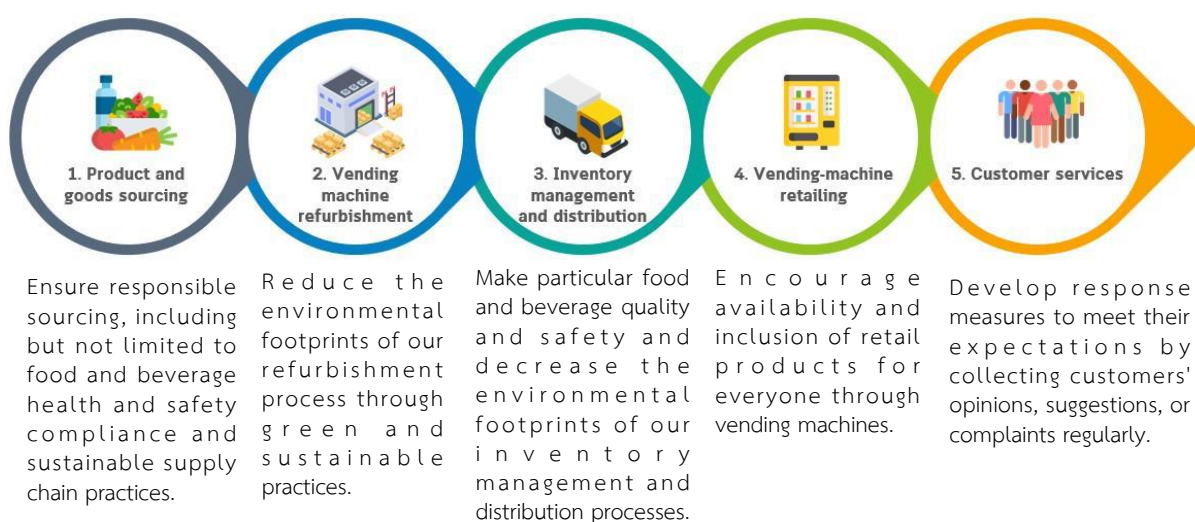 1. Product and
goods sourcing
2. Vending
machine
refurbishment
3. Inventory
management
and distribution
4. Vending-machine
retailing
5. Customer services
Ensure responsible
sourcing, including
but not limited to
food and beverage
health and safety
compliance and
sustainable supply
chain practices.
Reduce the
environmental
footprints of our
refurbishment
process through
green and
sustainable
practices.
Make particular food
and beverage quality
and safety and
decrease the
environmental
footprints of our
inventory
management and
distribution processes.
Encourage
availability and
inclusion of retail
products for
everyone through
vending machines.
Develop response
measures to meet their
expectations by
collecting customers'
opinions, suggestions, or
complaints regularly.